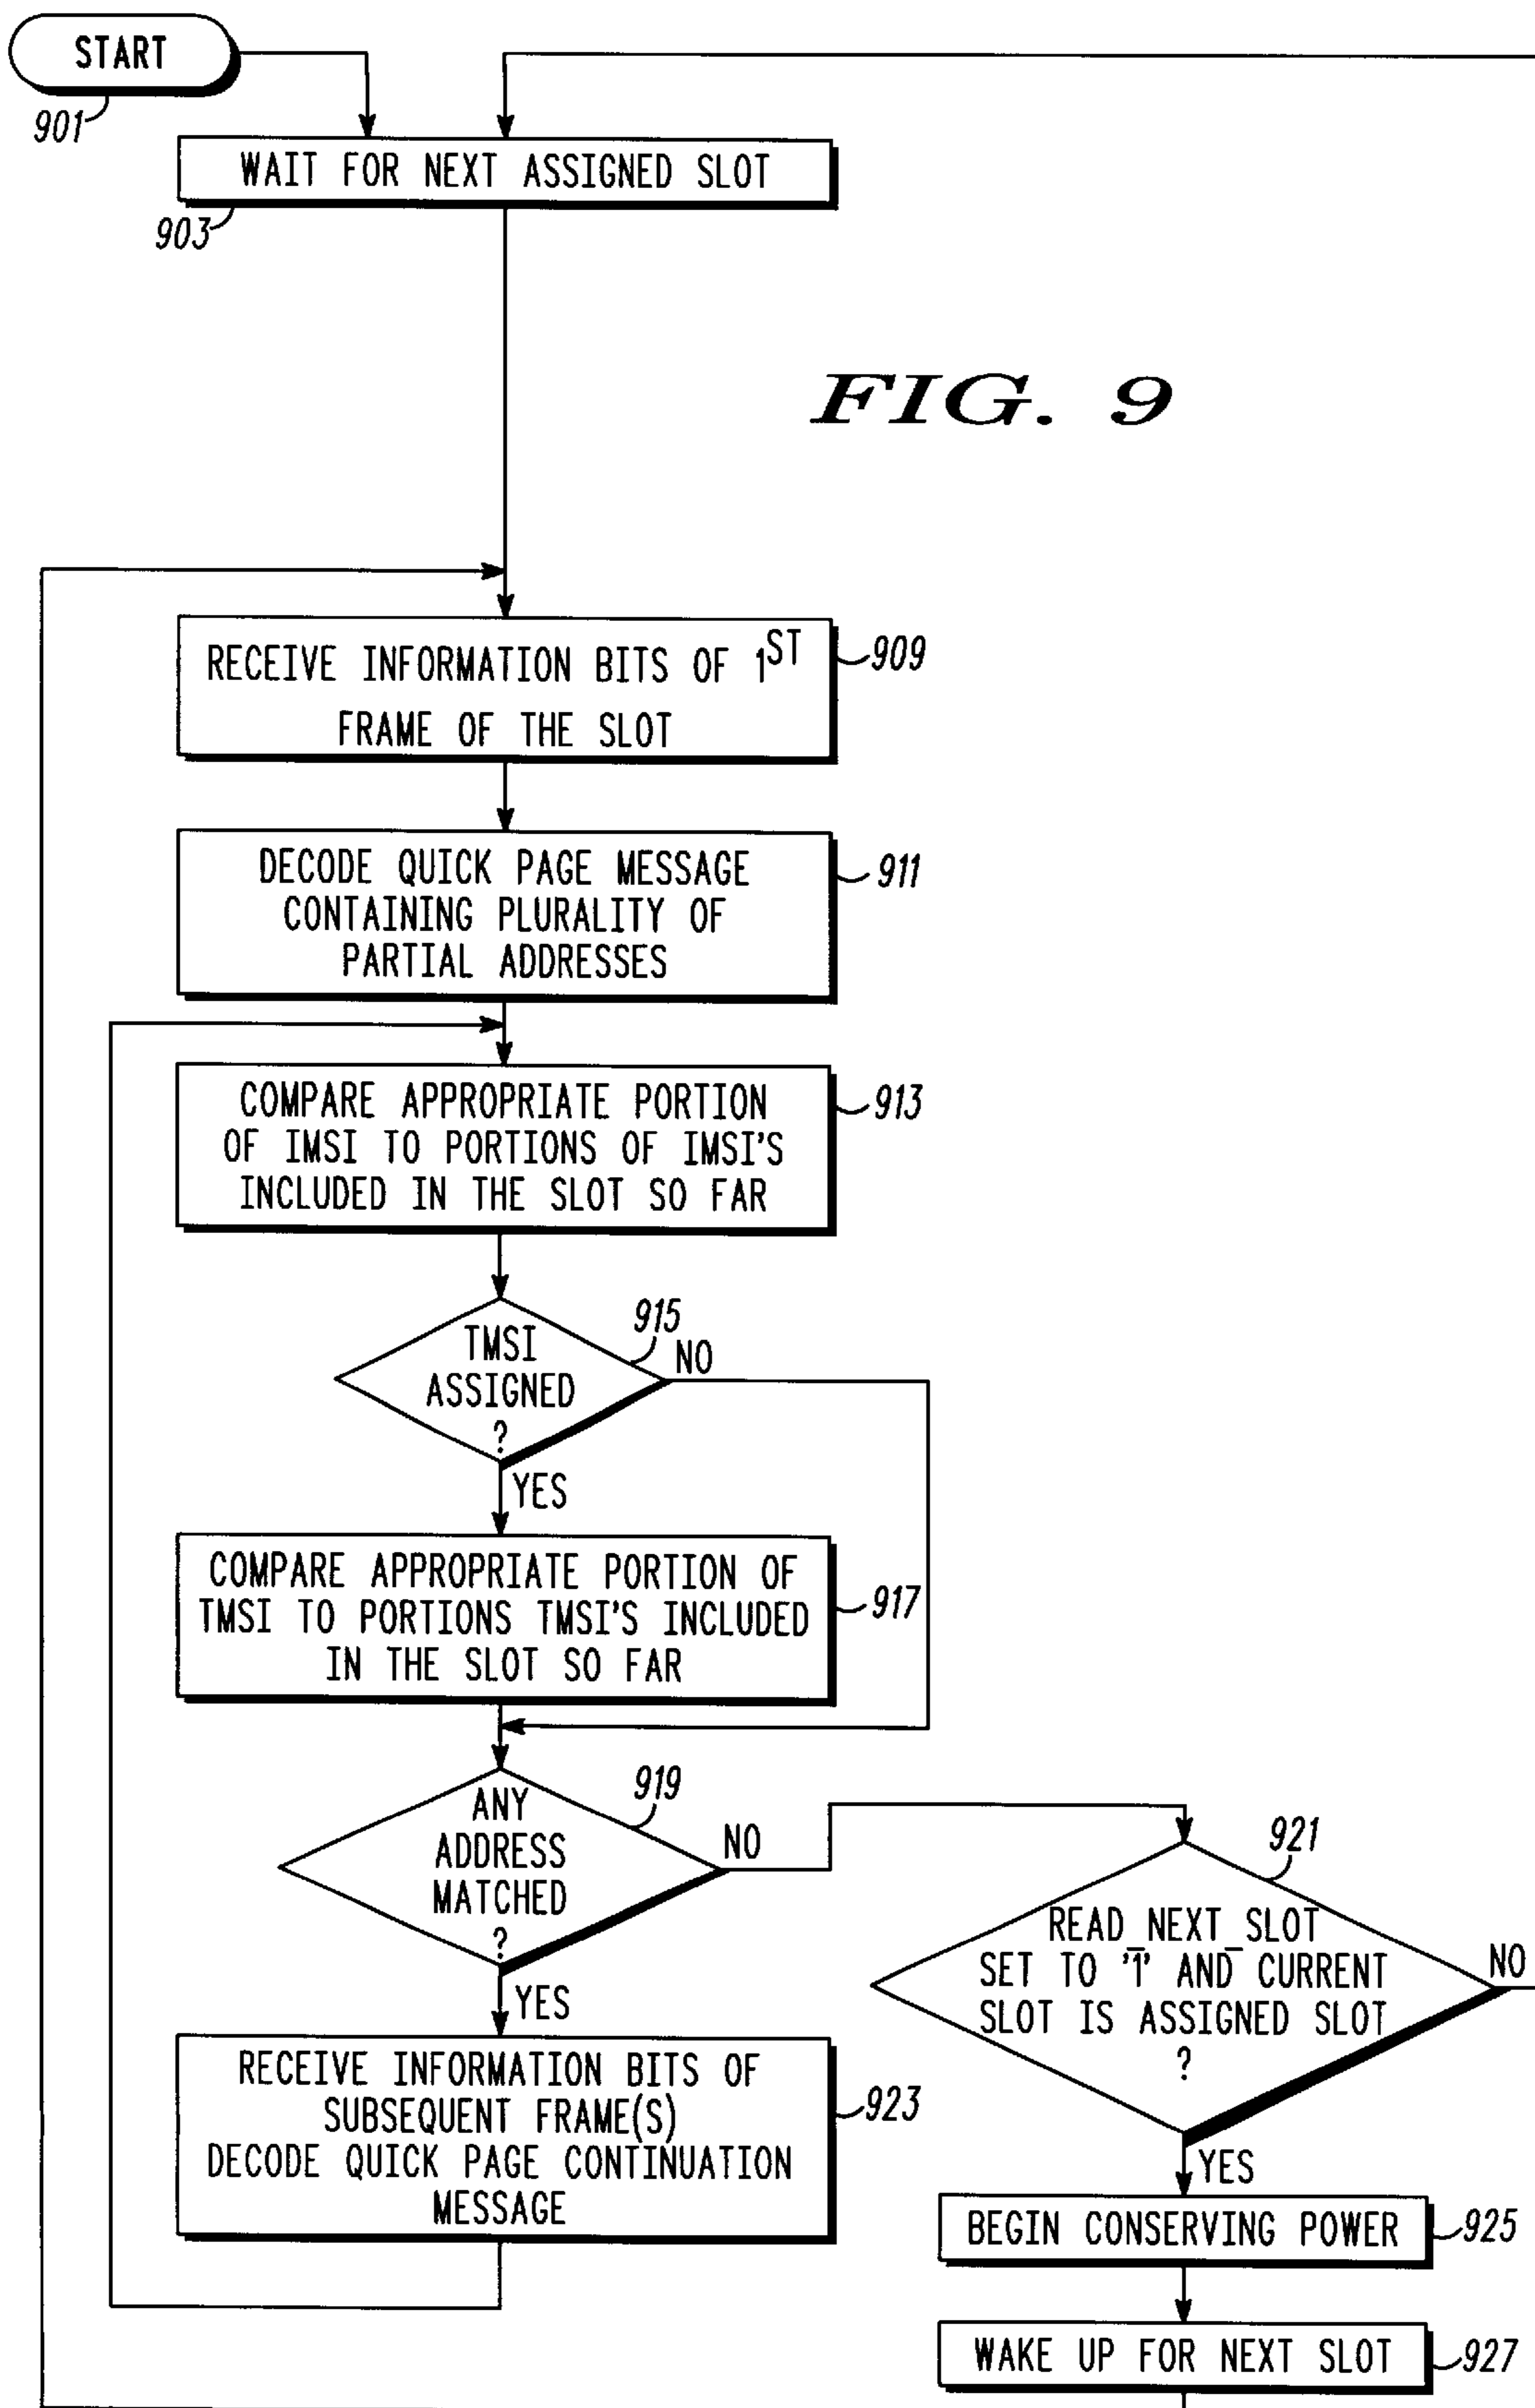 START
901
WAIT FOR NEXT ASSIGNED SLOT
903
FIG. 9
RECEIVE INFORMATION BITS OF 1ST
FRAME OF THE SLOT
909
DECODE QUICK PAGE MESSAGE
CONTAINING PLURALITY OF
PARTIAL ADDRESSES
911
COMPARE APPROPRIATE PORTION
OF IMSI TO PORTIONS OF IMSI'S
INCLUDED IN THE SLOT SO FAR
913
TMSI
ASSIGNED
?
915
NO
YES
COMPARE APPROPRIATE PORTION OF
TMSI TO PORTIONS TMSI'S INCLUDED
IN THE SLOT SO FAR
917
ANY
ADDRESS
MATCHED
?
919
NO
YES
READ_NEXT_SLOT
SET TO '1' AND CURRENT
SLOT IS ASSIGNED SLOT
?
921
NO
YES
RECEIVE INFORMATION BITS OF
SUBSEQUENT FRAME(S)
DECODE QUICK PAGE CONTINUATION
MESSAGE
923
BEGIN CONSERVING POWER
925
WAKE UP FOR NEXT SLOT
927